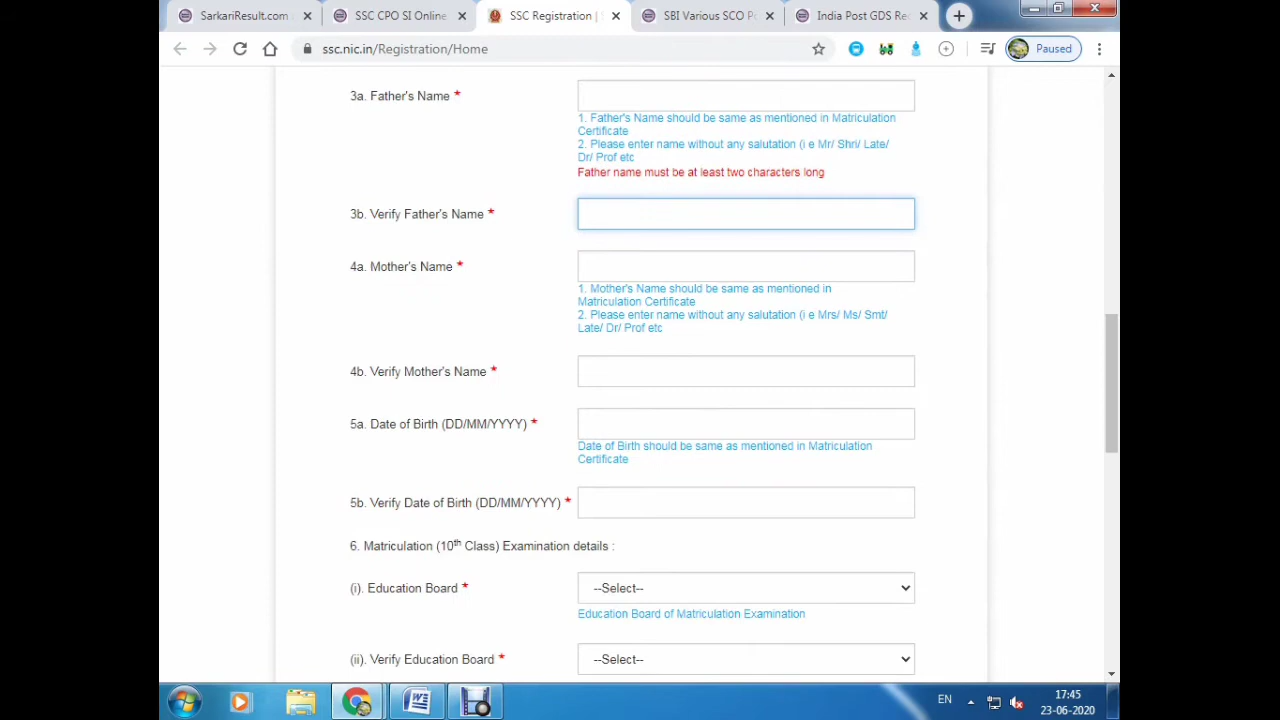 SarkariResult.com
SSC CPO SI Online
SSC Registration |
SBI Various SCO P
India Post GDS Re
ssc.nic.in/Registration/Home
Paused
3a. Father's Name *
1. Father's Name should be same as mentioned in Matriculation
Certificate
2. Please enter name without any salutation (i e Mr/ Shri/ Late/
Dr/ Prof etc
Father name must be at least two characters long
3b. Verify Father's Name *
4a. Mother's Name *
1. Mother's Name should be same as mentioned in
Matriculation Certificate
2. Please enter name without any salutation (i e Mrs/ Ms/ Smt/
Late/ Dr/ Prof etc
4b. Verify Mother's Name *
5a. Date of Birth (DD/MM/YYYY) *
Date of Birth should be same as mentioned in Matriculation
Certificate
5b. Verify Date of Birth (DD/MM/YYYY) *
6. Matriculation (10th Class) Examination details :
(i). Education Board *
--Select--
Education Board of Matriculation Examination
(ii). Verify Education Board *
--Select--
EN
17:45
23-06-2020